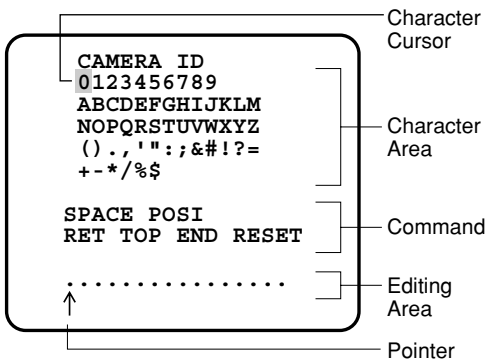 Character
Cursor
CAMERA ID
0123456789
ABCDEFGHIJKLM
NOPQRSTUVWXYZ
().,'":;&#!?=
+-*/%$
Character
Area
SPACE POSI
RET TOP END RESET
Command
................
Editing
Area
Pointer